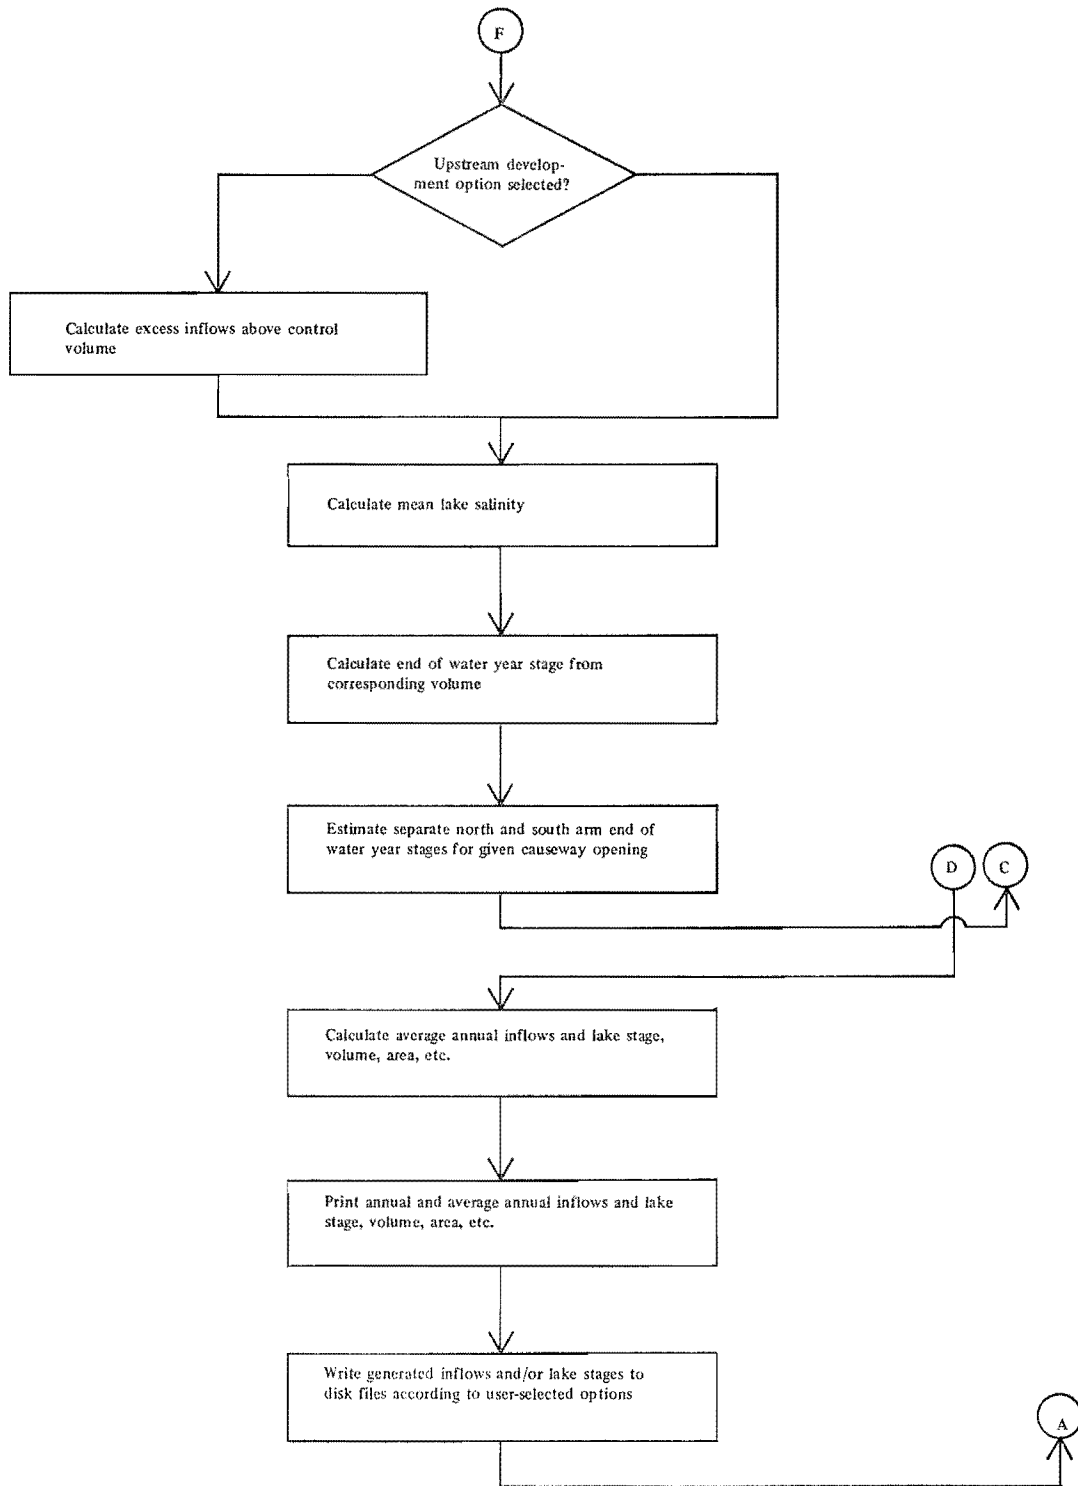 F
Upstream develop-
ment option selected?
Calculate excess inflows above control
volume
Calculate mean lake salinity
Calculate end of water year stage from
corresponding volume
Estimate separate north and south arm end of
water year stages for given causeway opening
D
C
Calculate average annual inflows and lake stage,
volume, area, etc.
Print annual and average annual inflows and lake
stage, volume, area, etc.
Write generated inflows and/or lake stages to
disk files according to user-selected options
A